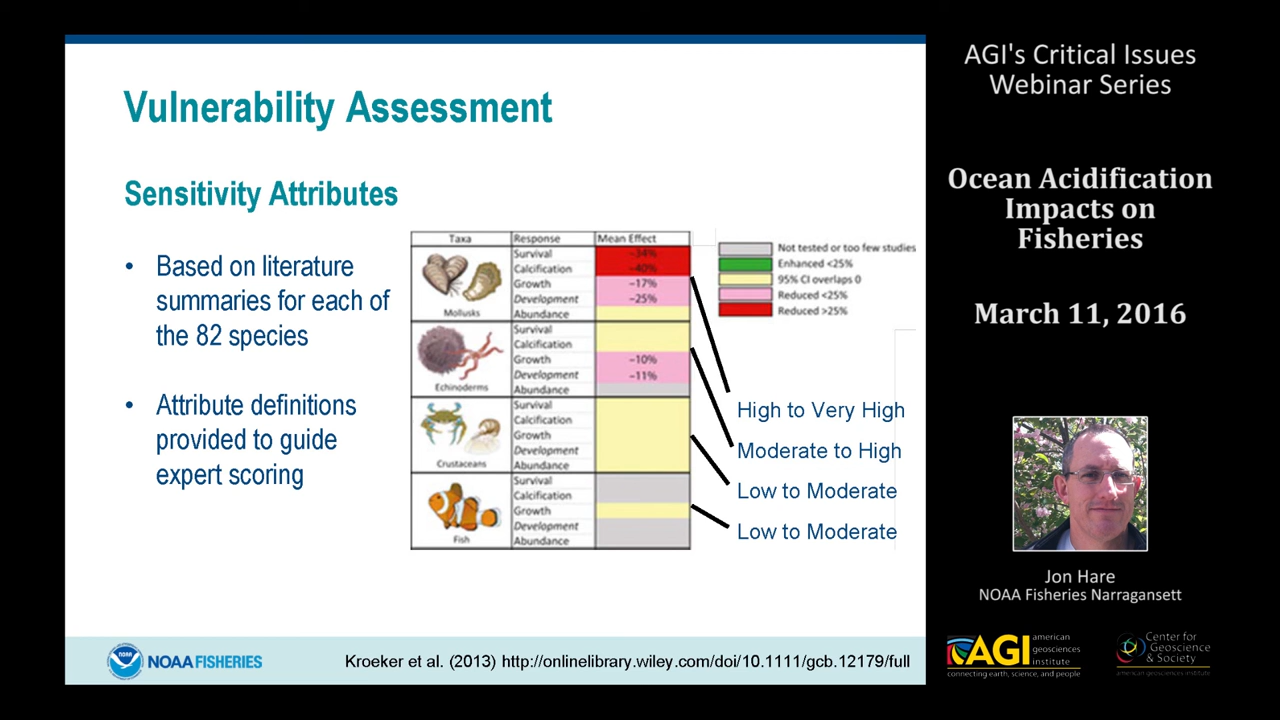 Vulnerability Assessment
Sensitivity Attributes
• Based on literature
summaries for each of
the 82 species
• Attribute definitions
provided to guide
expert scoring
Taxa Response Mean Effect
Survival −34%
Calcification −40%
Growth −17%
Development −25%
Mollusks Abundance
Survival
Calcification
Growth −10%
Development −11%
Echinoderms Abundance
Survival
Calcification
Growth
Development
Crustaceans Abundance
Survival
Calcification
Growth
Development
Fish Abundance
Not tested or too few studies
Enhanced <25%
95% CI overlaps 0
Reduced <25%
Reduced >25%
High to Very High
Moderate to High
Low to Moderate
Low to Moderate
NOAA
NOAA FISHERIES
Kroeker et al. (2013) http://onlinelibrary.wiley.com/doi/10.1111/gcb.12179/full
AGI's Critical Issues
Webinar Series
Ocean Acidification
Impacts on
Fisheries
March 11, 2016
Jon Hare
NOAA Fisheries Narragansett
AGI american
geosciences
institute
connecting earth, science, and people
Center for
Geoscience
& Society
american geosciences institute